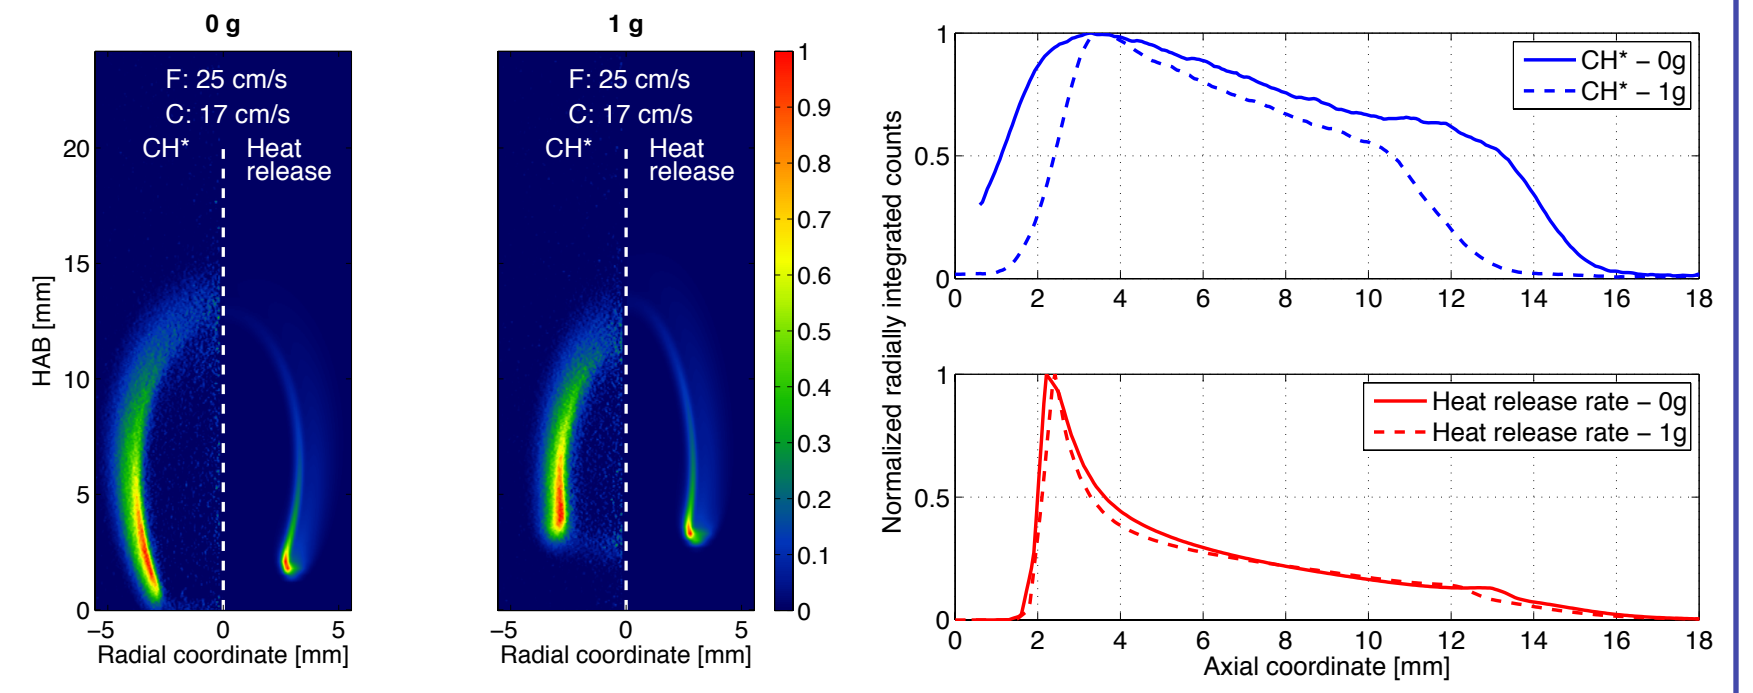 0 g
F: 25 cm/s
C: 17 cm/s
CH*
Heat
release
20
15
10
5
0
HAB [mm]
−5
0
5
Radial coordinate [mm]
1 g
F: 25 cm/s
C: 17 cm/s
CH*
Heat
release
−5
0
5
Radial coordinate [mm]
1
0.9
0.8
0.7
0.6
0.5
0.4
0.3
0.2
0.1
0
Normalized radially integrated counts
1
0.5
0
0
2
4
6
8
10
12
14
16
18
CH* − 0g
CH* − 1g
1
0.5
0
0
2
4
6
8
10
12
14
16
18
Heat release rate − 0g
Heat release rate − 1g
Axial coordinate [mm]